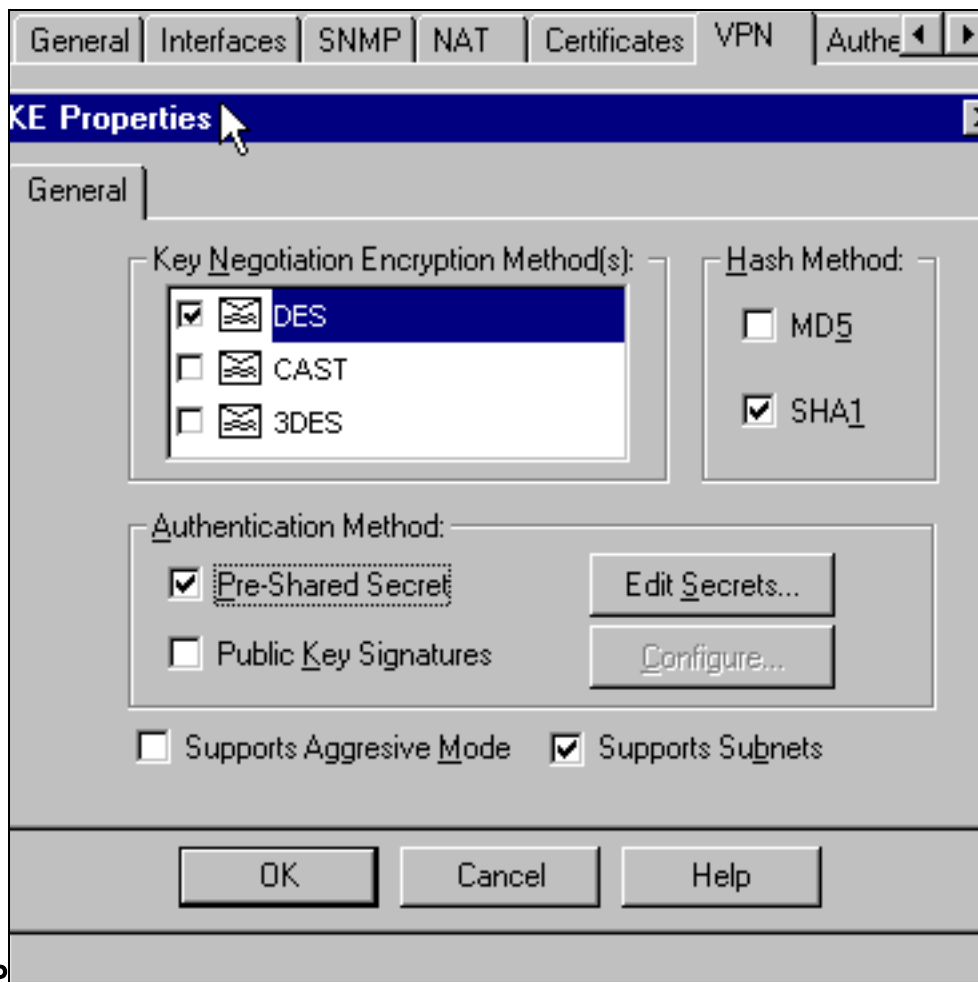 General Interfaces SNMP NAT Certificates VPN Authe
KE Properties
General
Key Negotiation Encryption Method(s):
DES
CAST
3DES
Hash Method:
MD5
SHA1
Authentication Method:
Pre-Shared Secret
Edit Secrets...
Public Key Signatures
Configure...
Supports Aggresive Mode
Supports Subnets
OK Cancel Help